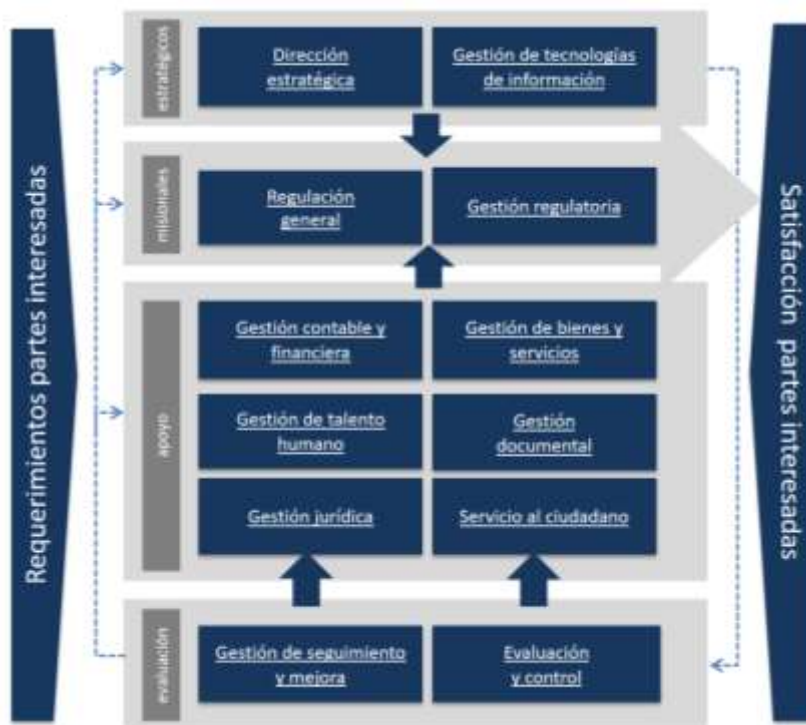 Requerimientos partes interesadas
estratégicos
Dirección
estratégica
Gestión de tecnologías
de información
misionales
Regulación
general
Gestión regulatoria
apoyo
Gestión contable y
financiera
Gestión de bienes y
servicios
Gestión de talento
humano
Gestión
documental
Gestión jurídica
Servicio al ciudadano
evaluación
Gestión de seguimiento
y mejora
Evaluación
y control
Satisfacción partes interesadas